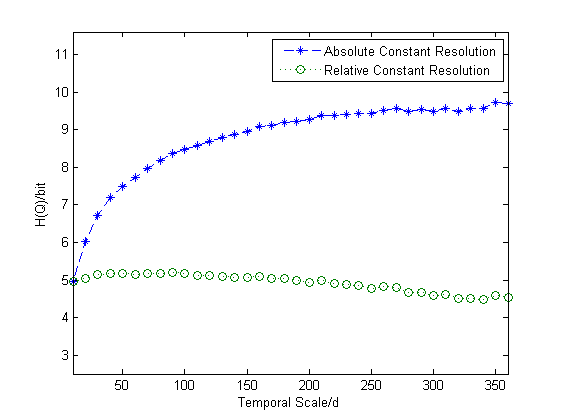 Absolute Constant Resolution
Relative Constant Resolution
H(Q)/bit
11
10
9
8
7
6
5
4
3
50 100 150 200 250 300 350
Temporal Scale/d